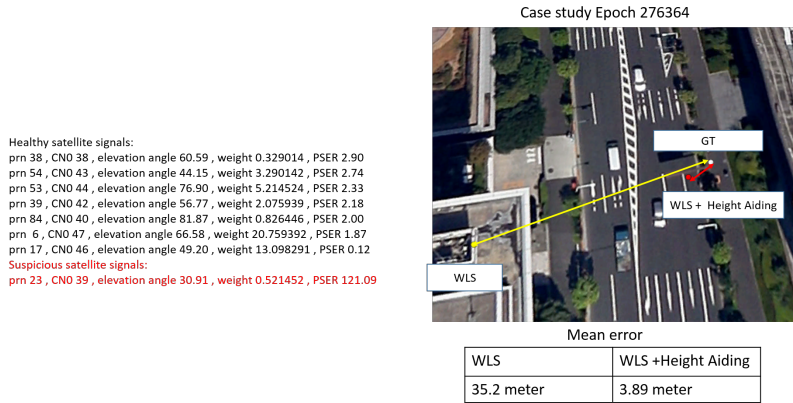 Case study Epoch 276364
Healthy satellite signals:
prn 38 , CN0 38 , elevation angle 60.59 , weight 0.329014 , PSER 2.90
prn 54 , CN0 43 , elevation angle 44.15 , weight 3.290142 , PSER 2.74
prn 53 , CN0 44 , elevation angle 76.90 , weight 5.214524 , PSER 2.33
prn 39 , CN0 42 , elevation angle 56.77 , weight 2.075939 , PSER 2.18
prn 84 , CN0 40 , elevation angle 81.87 , weight 0.826446 , PSER 2.00
prn  6 , CN0 47 , elevation angle 66.58 , weight 20.759392 , PSER 1.87
prn 17 , CN0 46 , elevation angle 49.20 , weight 13.098291 , PSER 0.12
Suspicious satellite signals:
prn 23 , CN0 39 , elevation angle 30.91 , weight 0.521452 , PSER 121.09
GT
WLS +  Height Aiding
WLS
Mean error
WLS
WLS +Height Aiding
35.2 meter
3.89 meter